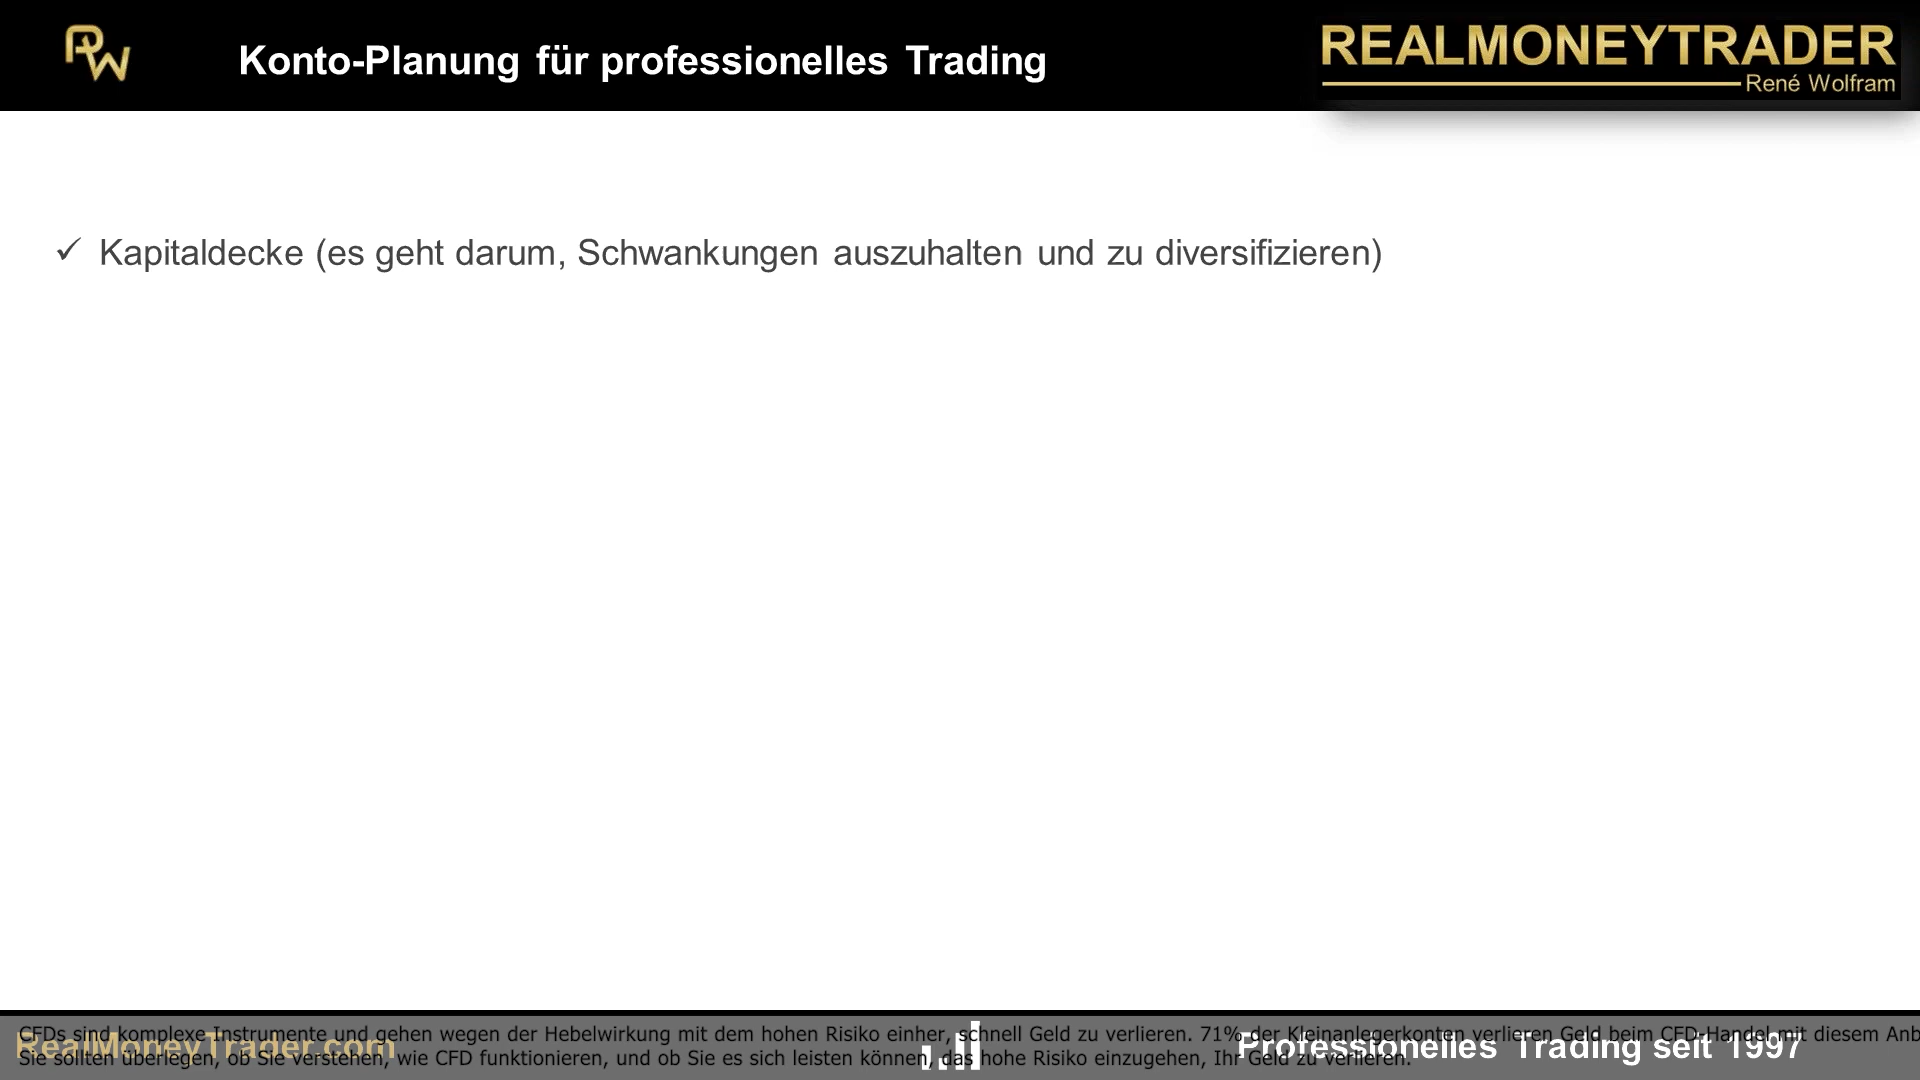 RW
Konto-Planung für professionelles Trading
REALMONEYTRADER
René Wolfram
✓ Kapitaldecke (es geht darum, Schwankungen auszuhalten und zu diversifizieren)
CFDs sind komplexe Instrumente und gehen wegen der Hebelwirkung mit dem hohen Risiko einher, schnell Geld zu verlieren. 71% der Kleinanlegerkonten verlieren Geld beim CFD-Handel mit diesem Anb
Sie sollten überlegen, ob Sie verstehen, wie CFD funktionieren, und ob Sie es sich leisten können, das hohe Risiko einzugehen, Ihr Geld zu verlieren.
RealMoneyTrader.com
Professionelles Trading seit 1997